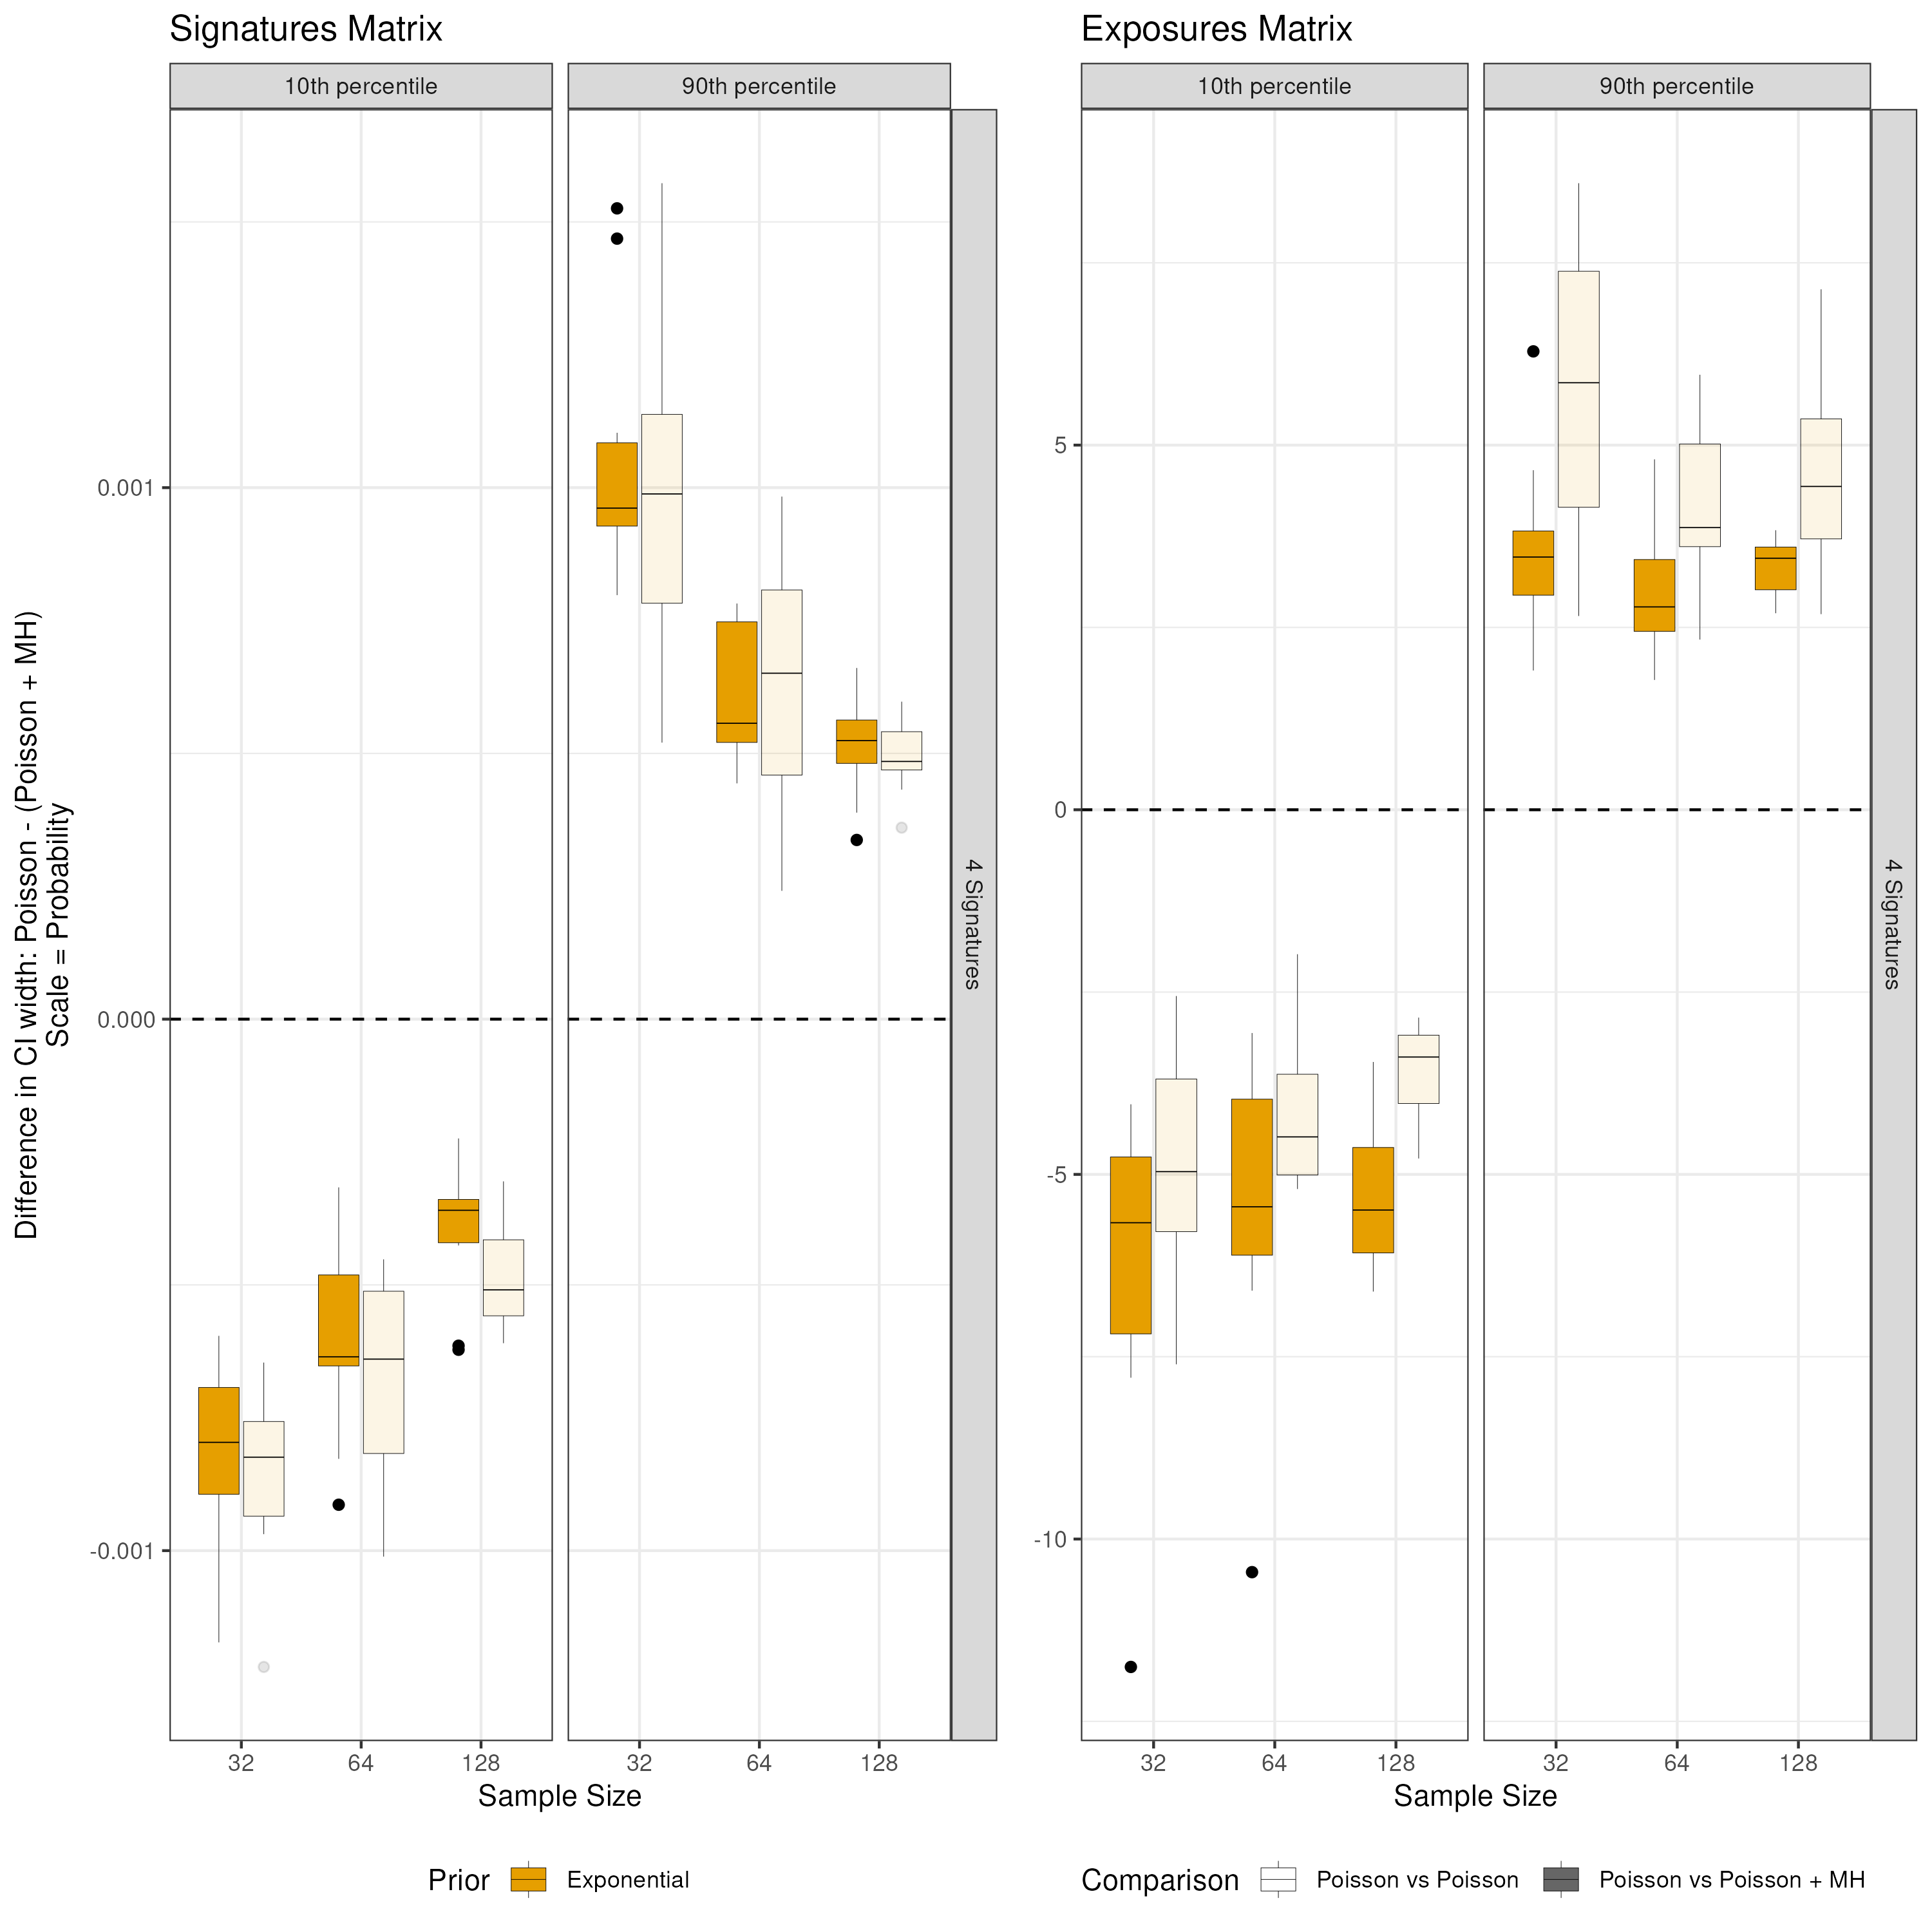 Signatures Matrix
Exposures Matrix
10th percentile
90th percentile
10th percentile
90th percentile
Difference in CI width: Poisson - (Poisson + MH)
Scale = Probability
0.001
0.000
-0.001
4 Signatures
5
0
-5
-10
4 Signatures
32
64
128
32
64
128
32
64
128
32
64
128
Sample Size
Sample Size
Prior
Exponential
Comparison
Poisson vs Poisson
Poisson vs Poisson + MH